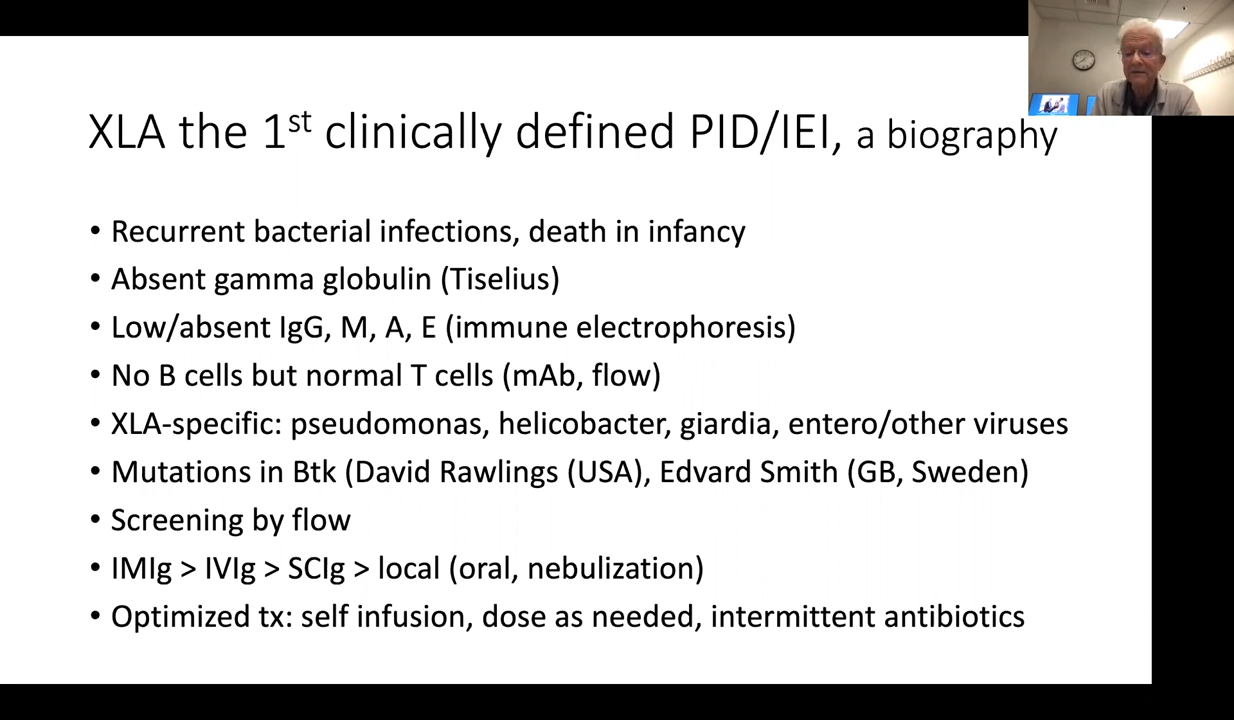 XLA the 1st clinically defined PID/IEI, a biography
• Recurrent bacterial infections, death in infancy
• Absent gamma globulin (Tiselius)
• Low/absent IgG, M, A, E (immune electrophoresis)
• No B cells but normal T cells (mAb, flow)
• XLA-specific: pseudomonas, helicobacter, giardia, entero/other viruses
• Mutations in Btk (David Rawlings (USA), Edvard Smith (GB, Sweden)
• Screening by flow
• IMIg > IVIg > SCIg > local (oral, nebulization)
• Optimized tx: self infusion, dose as needed, intermittent antibiotics